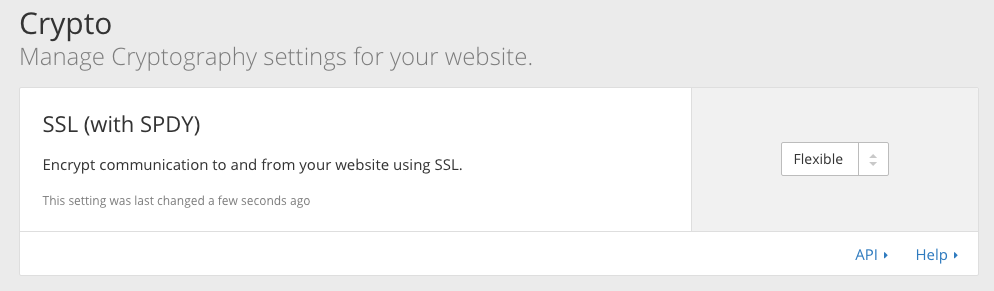 Crypto
Manage Cryptography settings for your website.
SSL (with SPDY)
Encrypt communication to and from your website using SSL.
Flexible
This setting was last changed a few seconds ago
API
Help